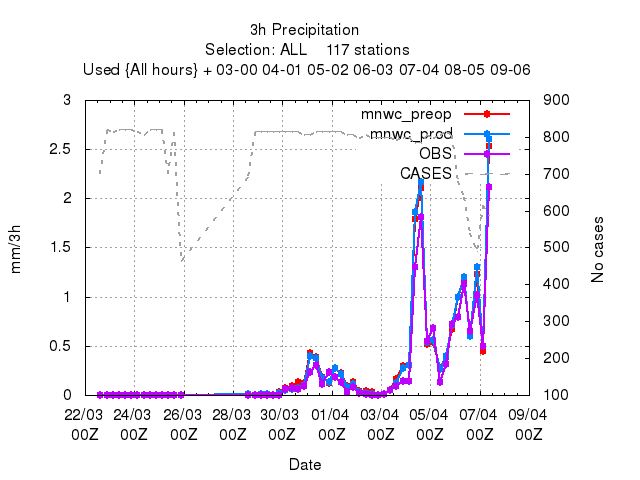 3h Precipitation
Selection: ALL 117 stations
Used {All hours} + 03-00 04-01 05-02 06-03 07-04 08-05 09-06
3 900
mnwc_preop
2.5 800
mnwc_prod
OBS
2 700
CASES
1.5 600
1 500
0.5 400
0 300
200
100
mm/3h
No cases
22/03 24/03 26/03 28/03 30/03 01/04 03/04 05/04 07/04 09/04
00Z 00Z 00Z 00Z 00Z 00Z 00Z 00Z 00Z 00Z
Date